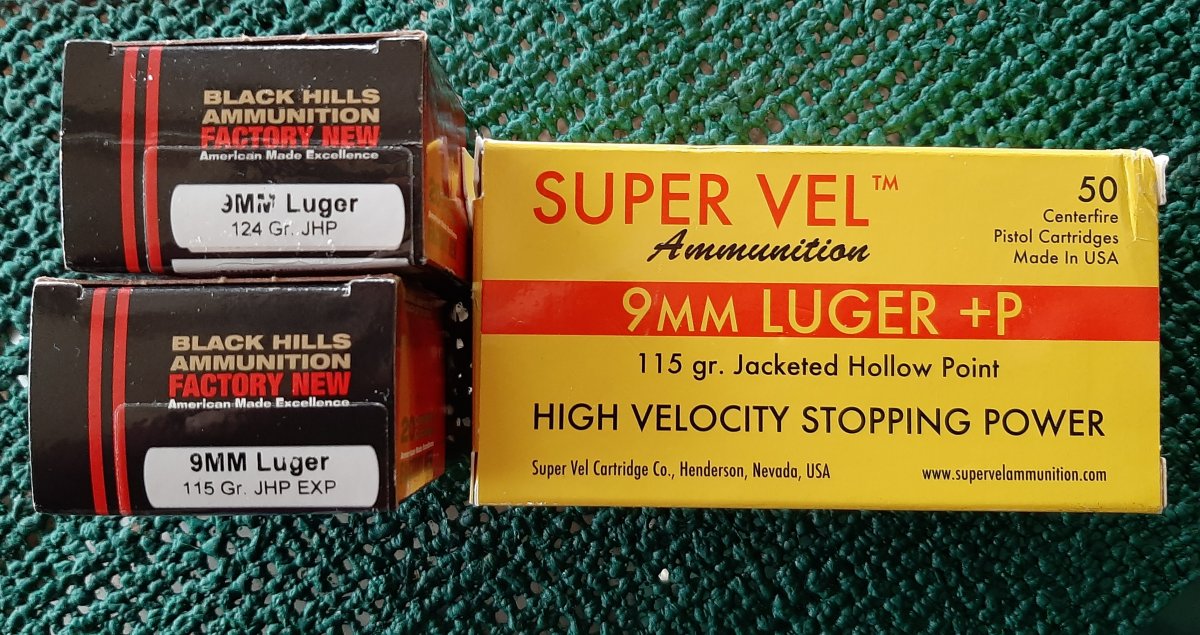 BLACK HILLS
AMMUNITION
FACTORY NEW
American Made Excellence
9MM Luger
124 Gr. JHP
BLACK HILLS
AMMUNITION
FACTORY NEW
American Made Excellence
9MM Luger
115 Gr. JHP EXP
SUPER VEL™
Ammunition
50
Centerfire
Pistol Cartridges
Made In USA
9MM LUGER +P
115 gr. Jacketed Hollow Point
HIGH VELOCITY STOPPING POWER
Super Vel Cartridge Co., Henderson, Nevada, USA
www.supervelammunition.com